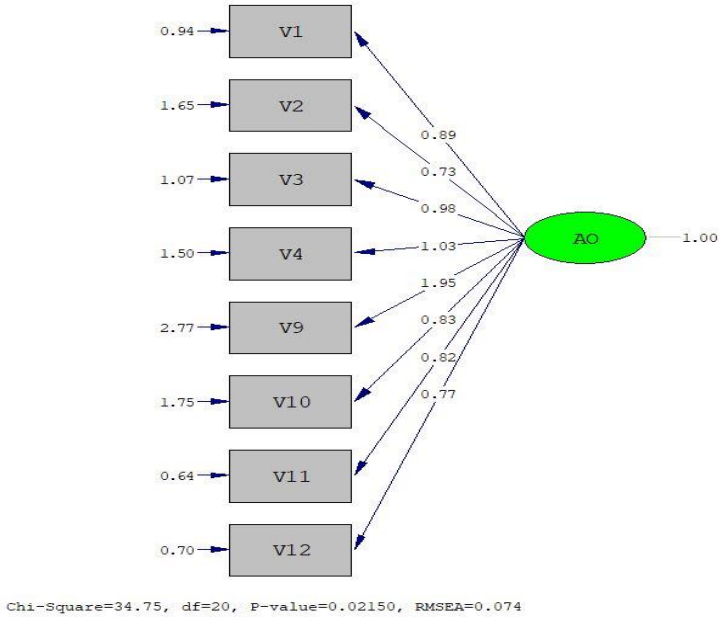 0.94 V1
0.89
1.65 V2
0.73
1.07 V3
0.98
AO 1.00
1.50 V4
1.03
1.95
2.77 V9
0.83
0.82
1.75 V10
0.77
0.64 V11
0.70 V12
Chi-Square=34.75, df=20, P-value=0.02150, RMSEA=0.074